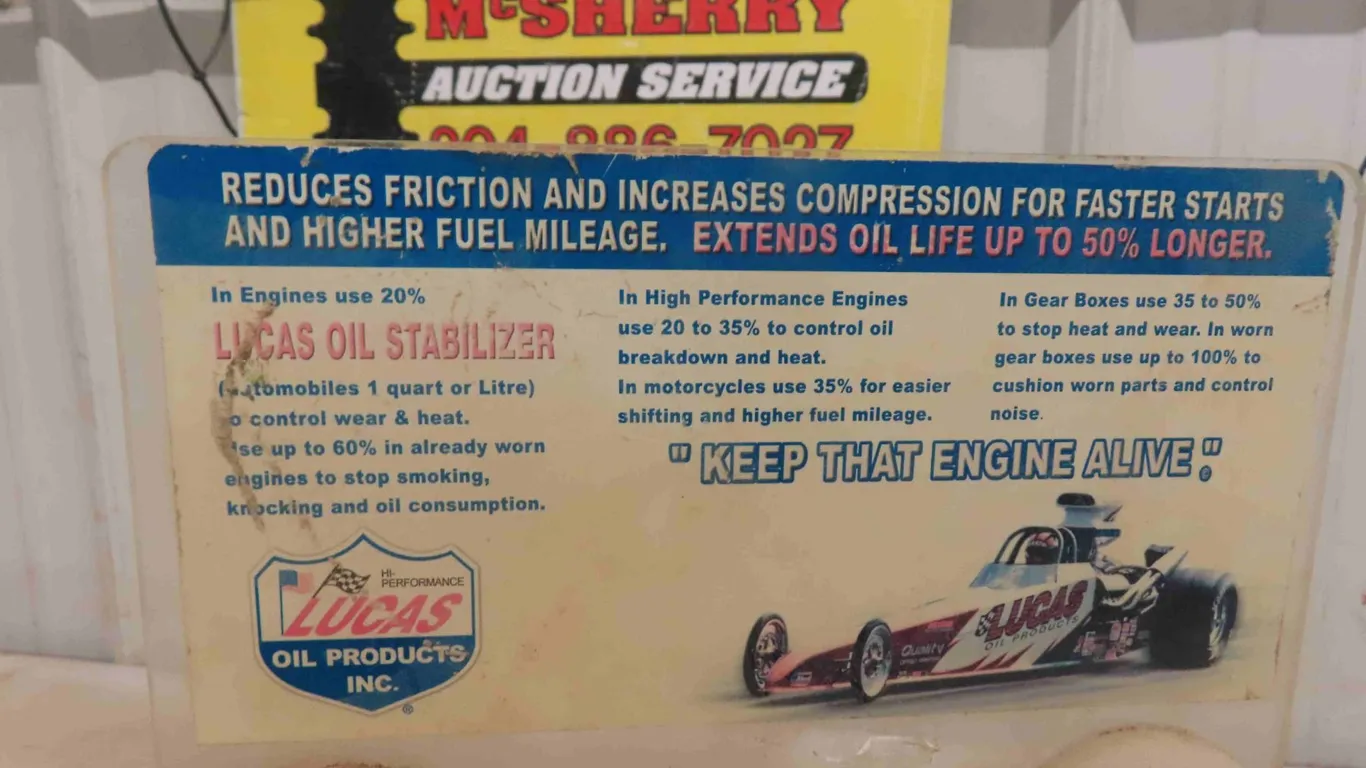 McSHERRY
AUCTION SERVICE
204-886-7027
REDUCES FRICTION AND INCREASES COMPRESSION FOR FASTER STARTS
AND HIGHER FUEL MILEAGE. EXTENDS OIL LIFE UP TO 50% LONGER.
In Engines use 20%
LUCAS OIL STABILIZER
(automobiles 1 quart or Litre)
o control wear & heat.
se up to 60% in already worn
engines to stop smoking,
knocking and oil consumption.
In High Performance Engines
use 20 to 35% to control oil
breakdown and heat.
In motorcycles use 35% for easier
shifting and higher fuel mileage.
In Gear Boxes use 35 to 50%
to stop heat and wear. In worn
gear boxes use up to 100% to
cushion worn parts and control
noise.
"KEEP THAT ENGINE ALIVE."©
HI-
PERFORMANCE
LUCAS
OIL PRODUCTS
INC.
®
LUCAS
OIL PRODUCTS
Quality